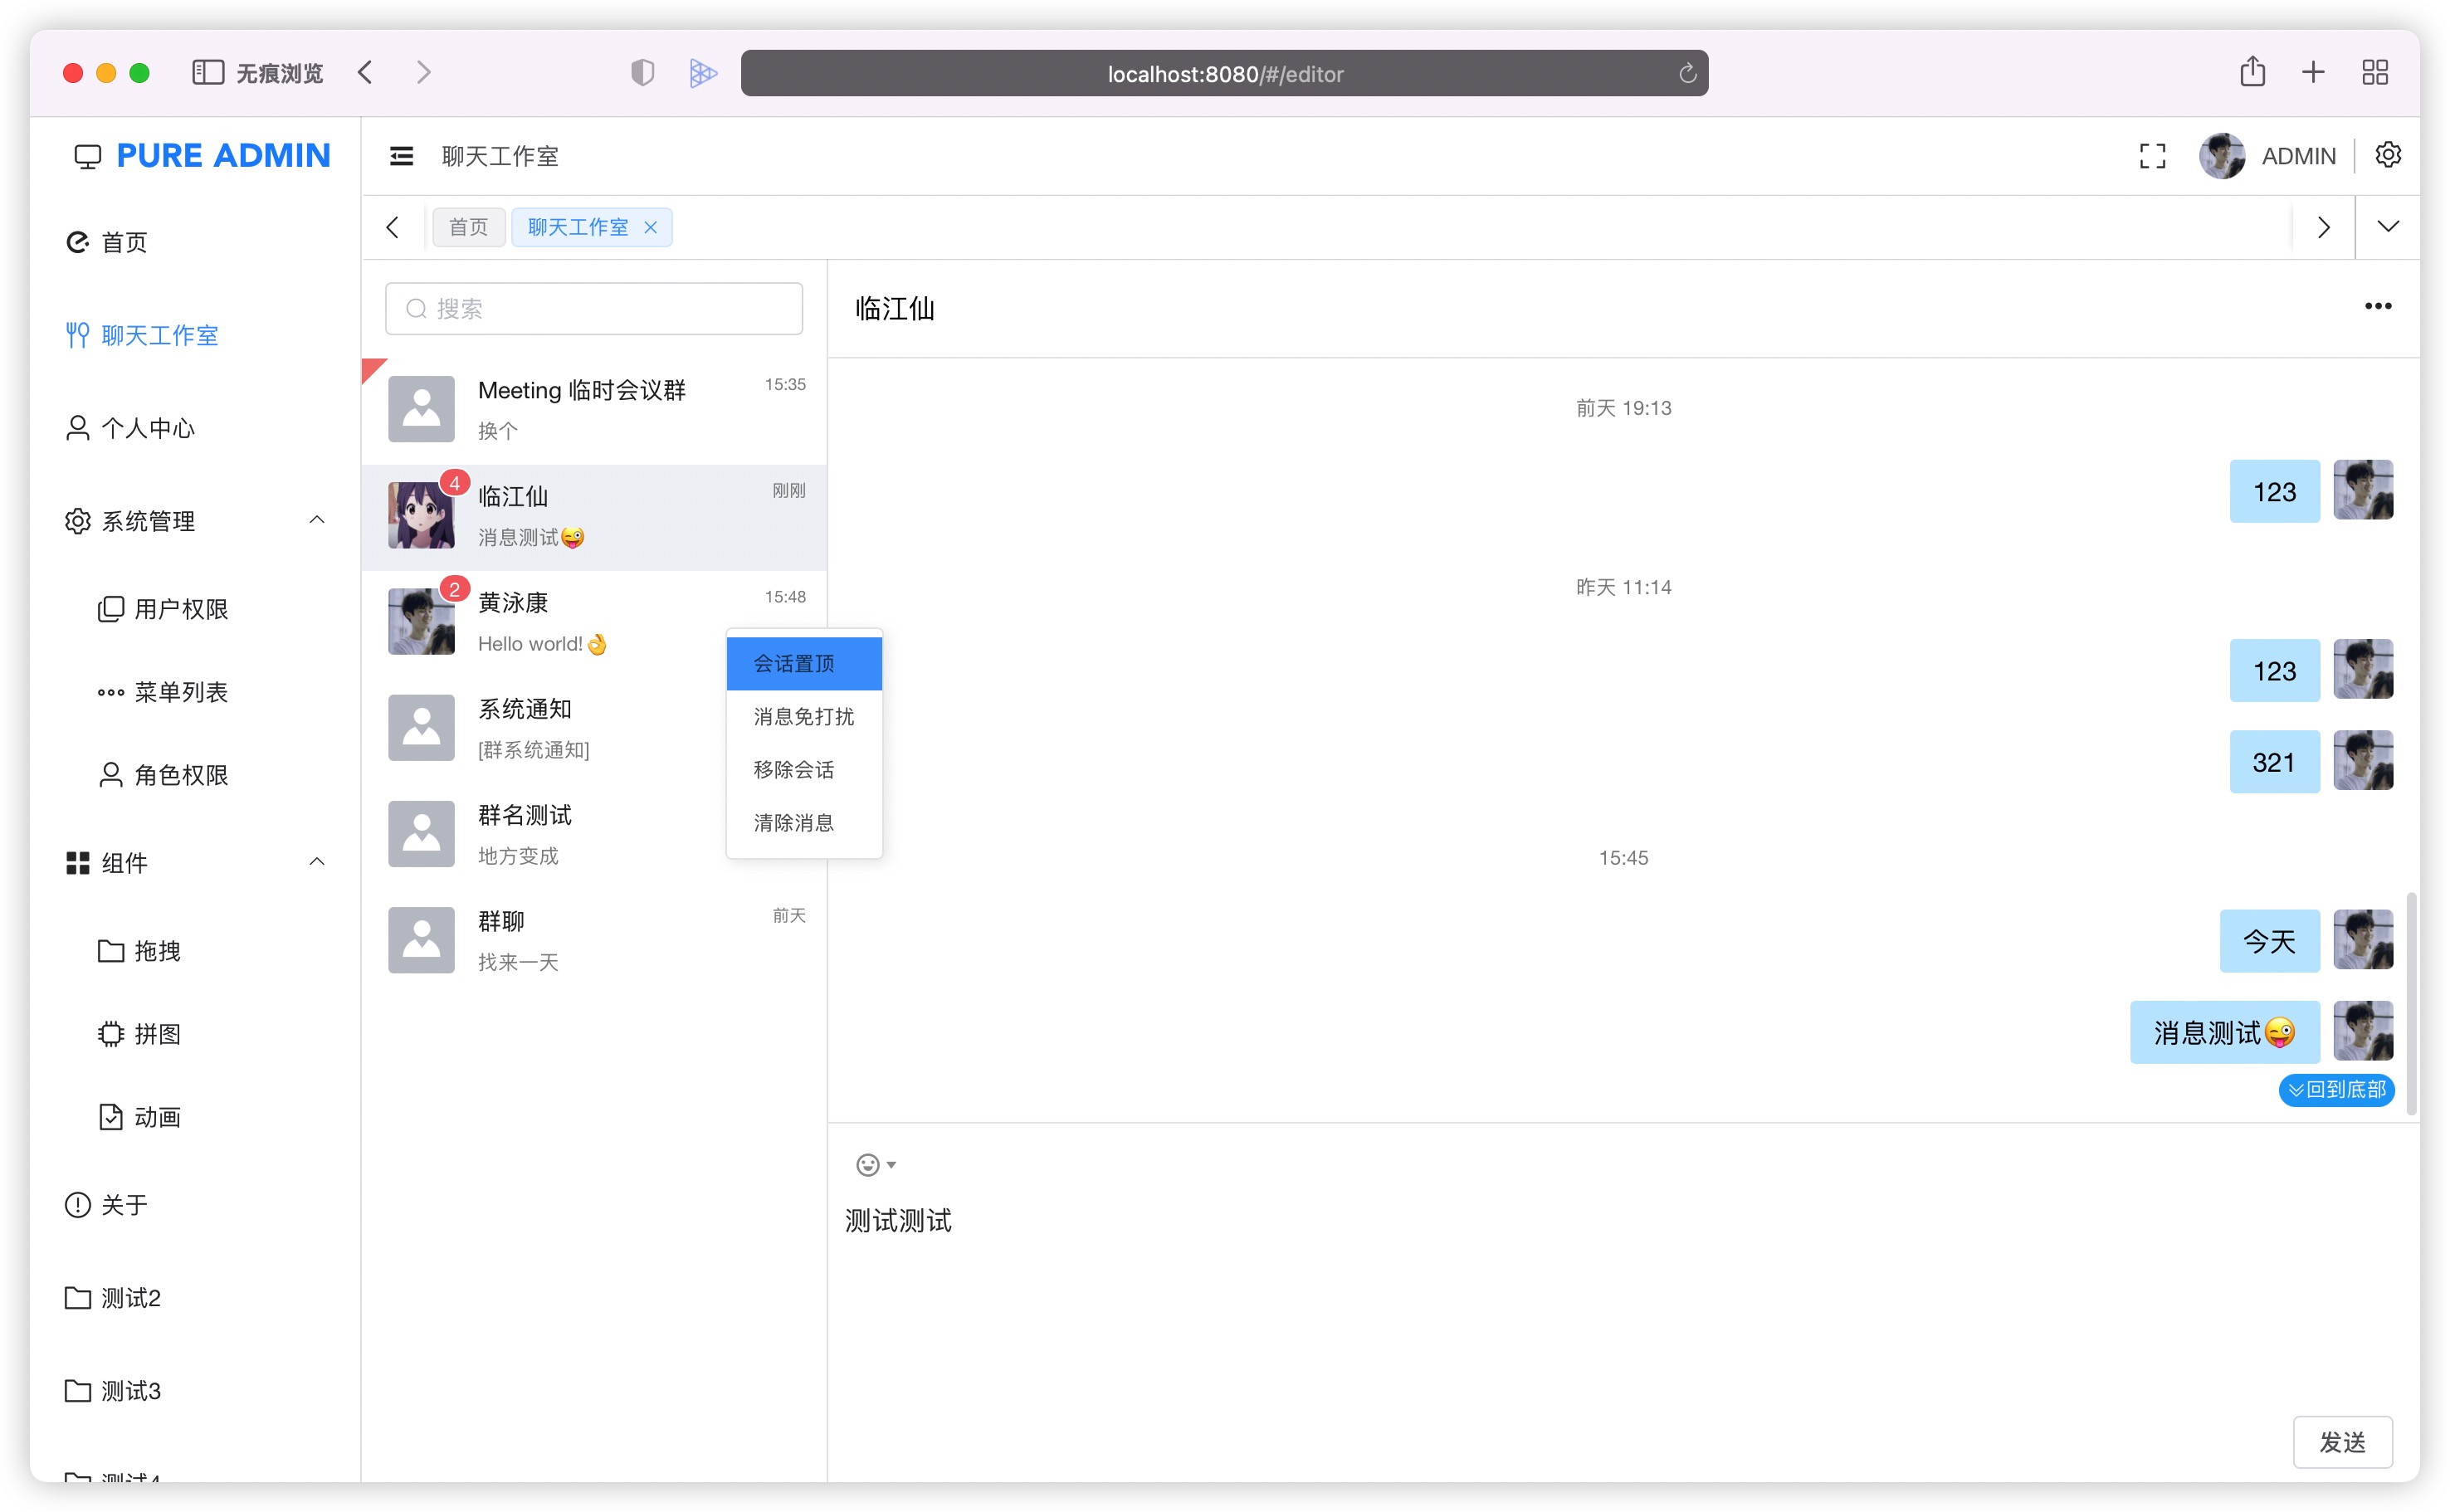 无痕浏览
localhost:8080/#/editor
PURE ADMIN
聊天工作室
ADMIN
首页
聊天工作室
首页
聊天工作室
个人中心
系统管理
用户权限
菜单列表
角色权限
组件
拖拽
拼图
动画
关于
测试2
测试3
测试4
搜索
Meeting 临时会议群
15:35
换个
4
临江仙
刚刚
消息测试😜
2
黄泳康
15:48
Hello world!👌
系统通知
[群系统通知]
群名测试
地方变成
群聊
前天
找来一天
会话置顶
消息免打扰
移除会话
清除消息
临江仙
前天 19:13
123
昨天 11:14
123
321
15:45
今天
消息测试😜
回到底部
测试测试
发送